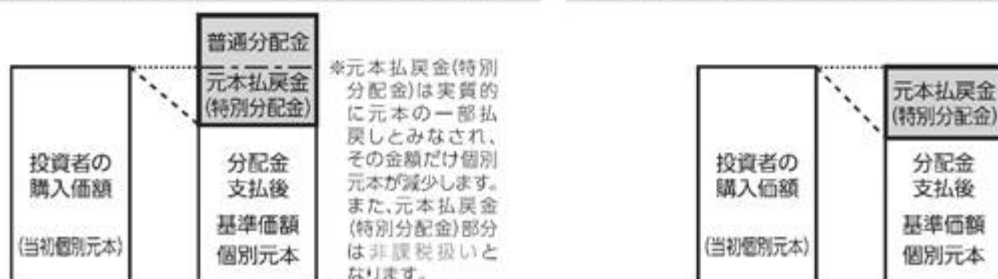 普通分配金
元本払戻金
(特別分配金)
投資者の
購入価額
(当初個別元本)
分配金
支払後
基準価額
個別元本
※元本払戻金(特別
分配金)は実質的
に元本の一部払
戻しとみなされ、
その金額だけ個別
元本が減少します。
また、元本払戻金
(特別分配金)部分
は非課税扱いと
なります。
元本払戻金
(特別分配金)
投資者の
購入価額
(当初個別元本)
分配金
支払後
基準価額
個別元本